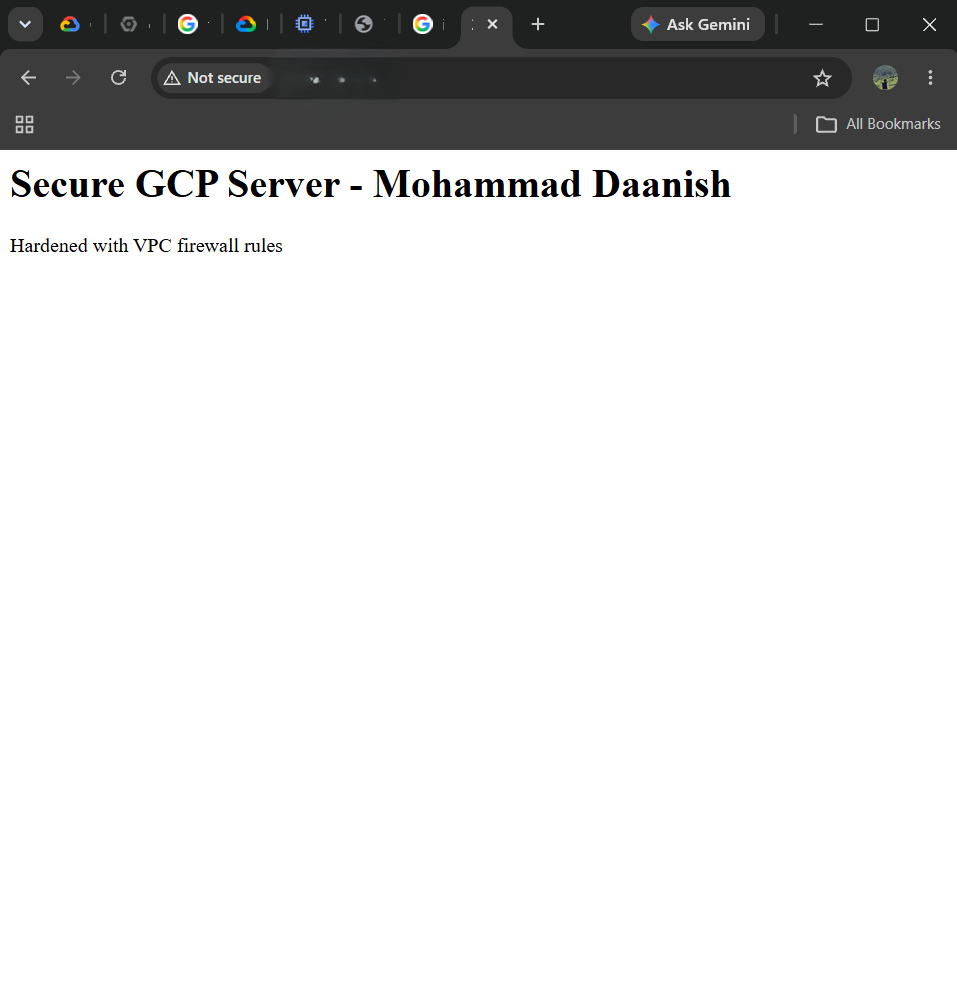 Ask Gemini
Not secure
All Bookmarks
Secure GCP Server - Mohammad Daanish
Hardened with VPC firewall rules